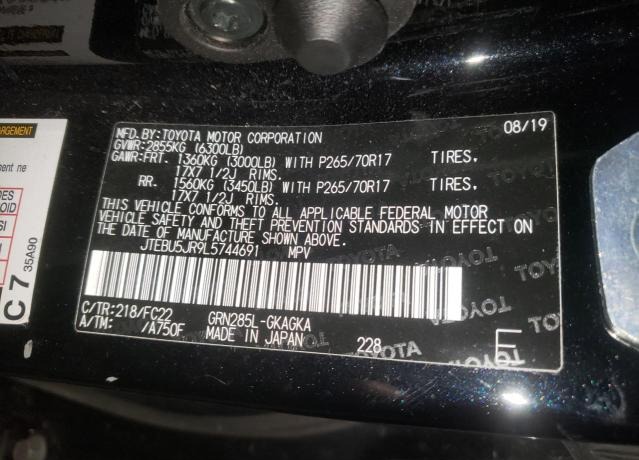 MFD.BY:TOYOTA MOTOR CORPORATION 08/19
GVWR:2855KG (6300LB)
GAWR:FRT. 1360KG (3000LB) WITH P265/70R17 TIRES.
17X7 1/2J RIMS.
RR. 1560KG (3450LB) WITH P265/70R17 TIRES.
17X7 1/2J RIMS.
THIS VEHICLE CONFORMS TO ALL APPLICABLE FEDERAL MOTOR
VEHICLE SAFETY AND THEFT PREVENTION STANDARDS IN EFFECT ON
THE DATE OF MANUFACTURE SHOWN ABOVE.
JTEBU5JR9L5744691 MPV
C/TR:218/FC22 GRN285L-GKAGKA
A/TM: /A750F MADE IN JAPAN 228 E
TOYOTA
C 7 35A90